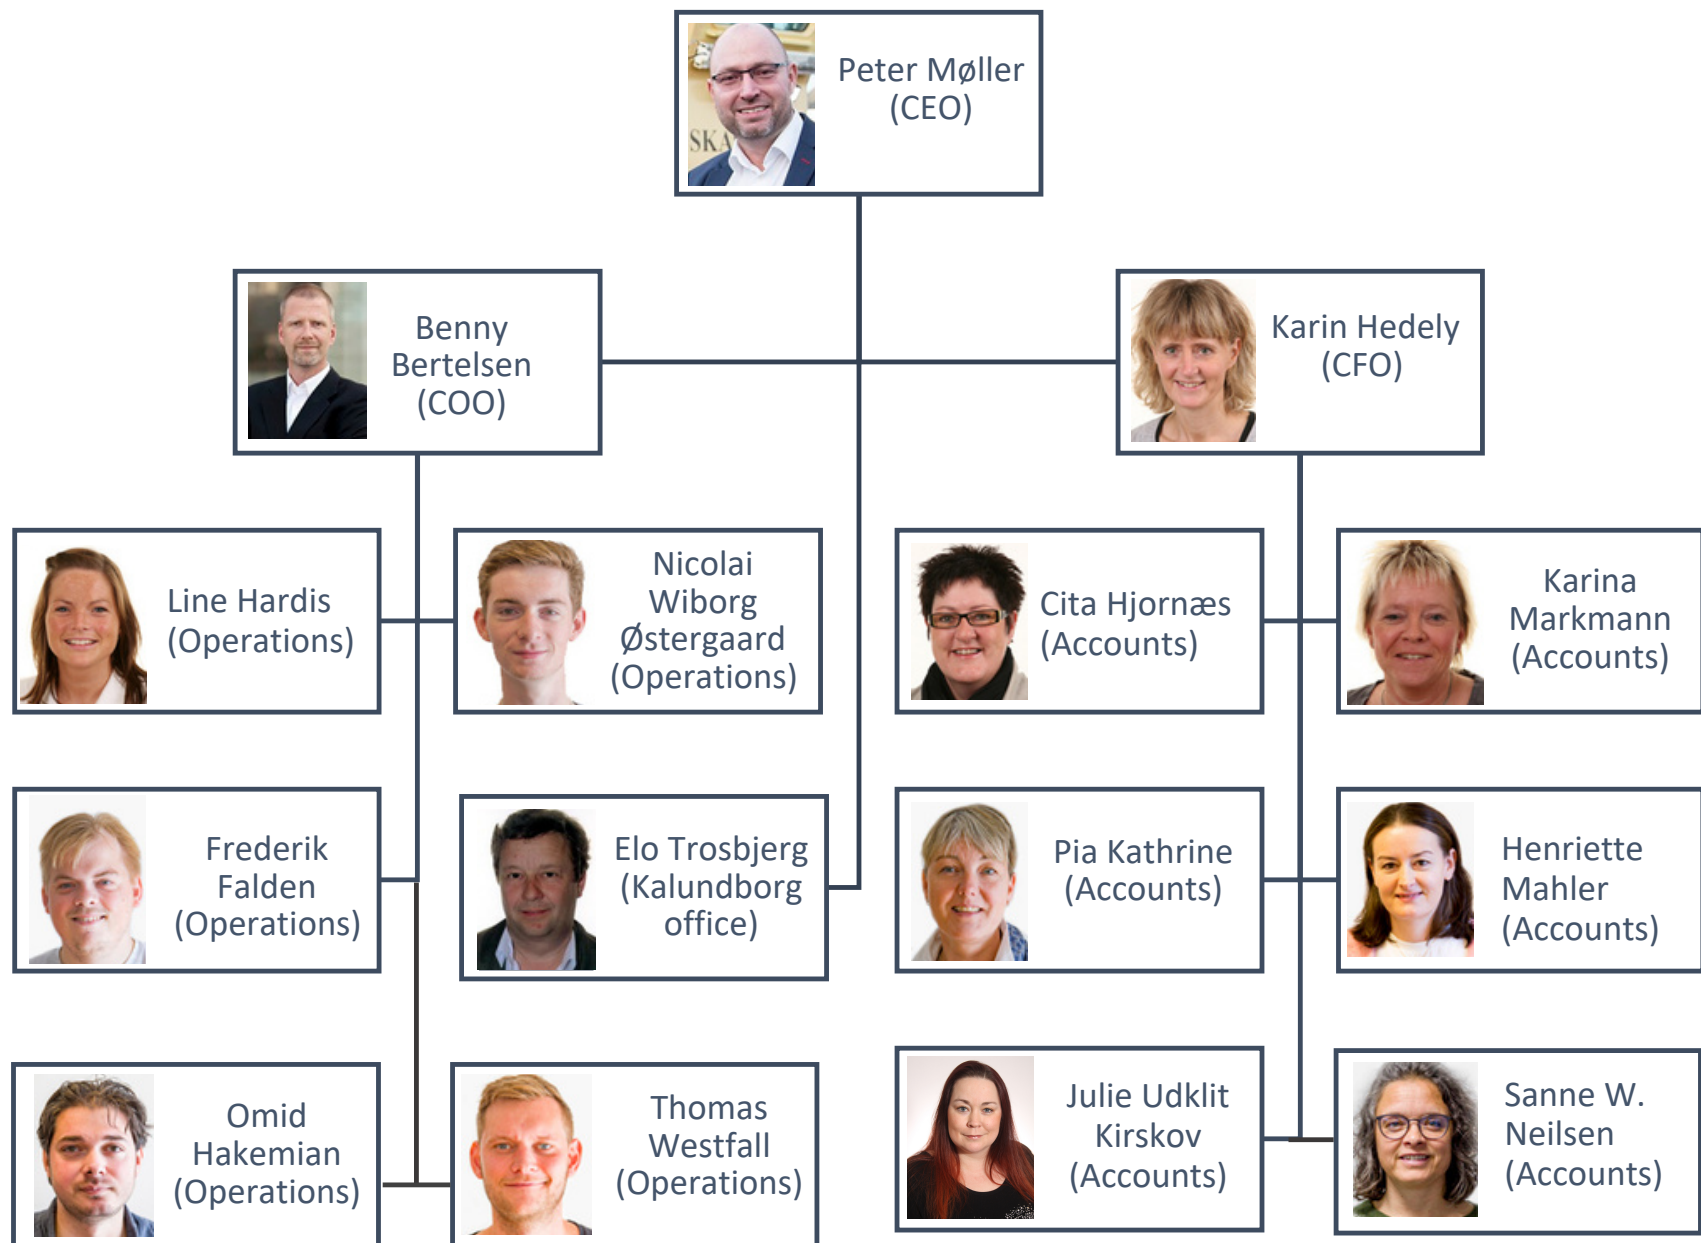 SKA
Peter Møller
(CEO)
Benny
Bertelsen
(COO)
Karin Hedely
(CFO)
Line Hardis
(Operations)
Nicolai
Wiborg
Østergaard
(Operations)
Cita Hjornæs
(Accounts)
Karina
Markmann
(Accounts)
Frederik
Falden
(Operations)
Elo Trosbjerg
(Kalundborg
office)
Pia Kathrine
(Accounts)
Henriette
Mahler
(Accounts)
Omid
Hakemian
(Operations)
Thomas
Westfall
(Operations)
Julie Udklit
Kirskov
(Accounts)
Sanne W.
Neilsen
(Accounts)